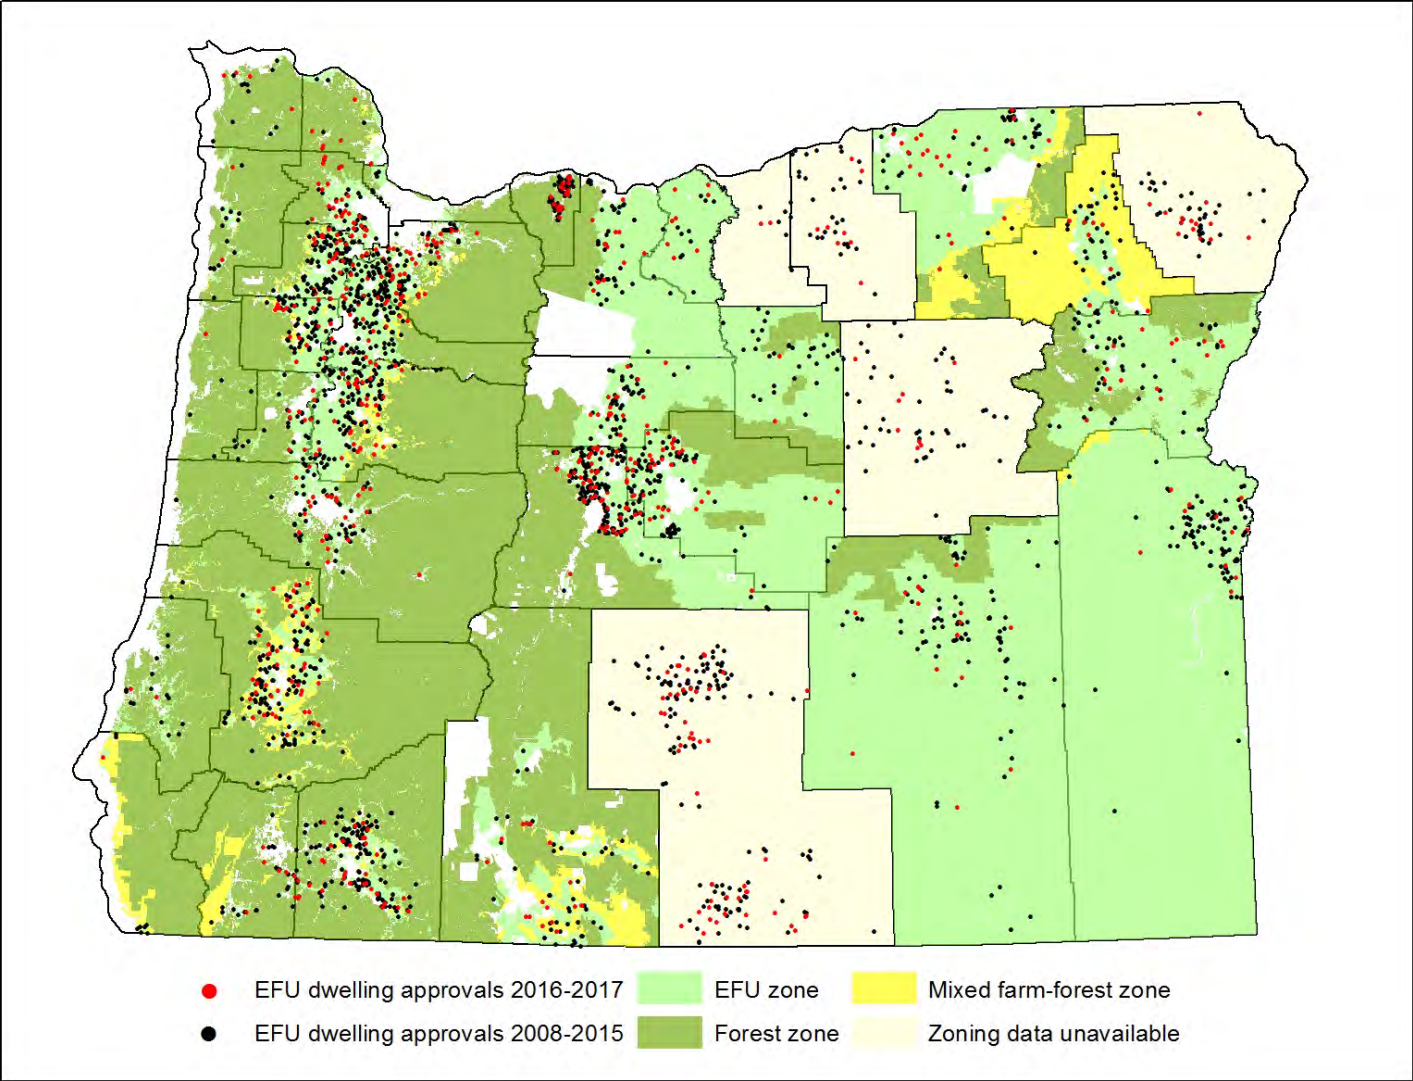 EFU dwelling approvals 2016-2017 EFU zone Mixed farm-forest zone
EFU dwelling approvals 2008-2015 Forest zone Zoning data unavailable